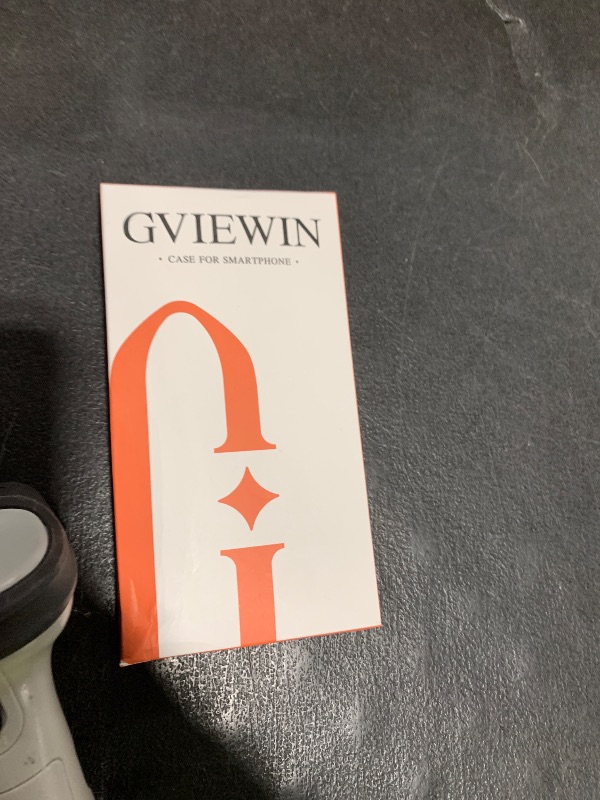 GVIEWIN
• CASE FOR SMARTPHONE •